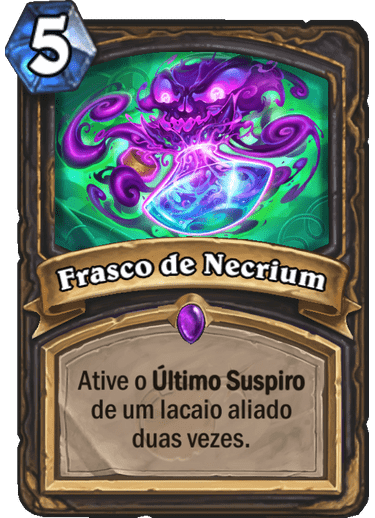 5
Frasco de Necrium
Ative o Último Suspiro
de um lacaio aliado
duas vezes.